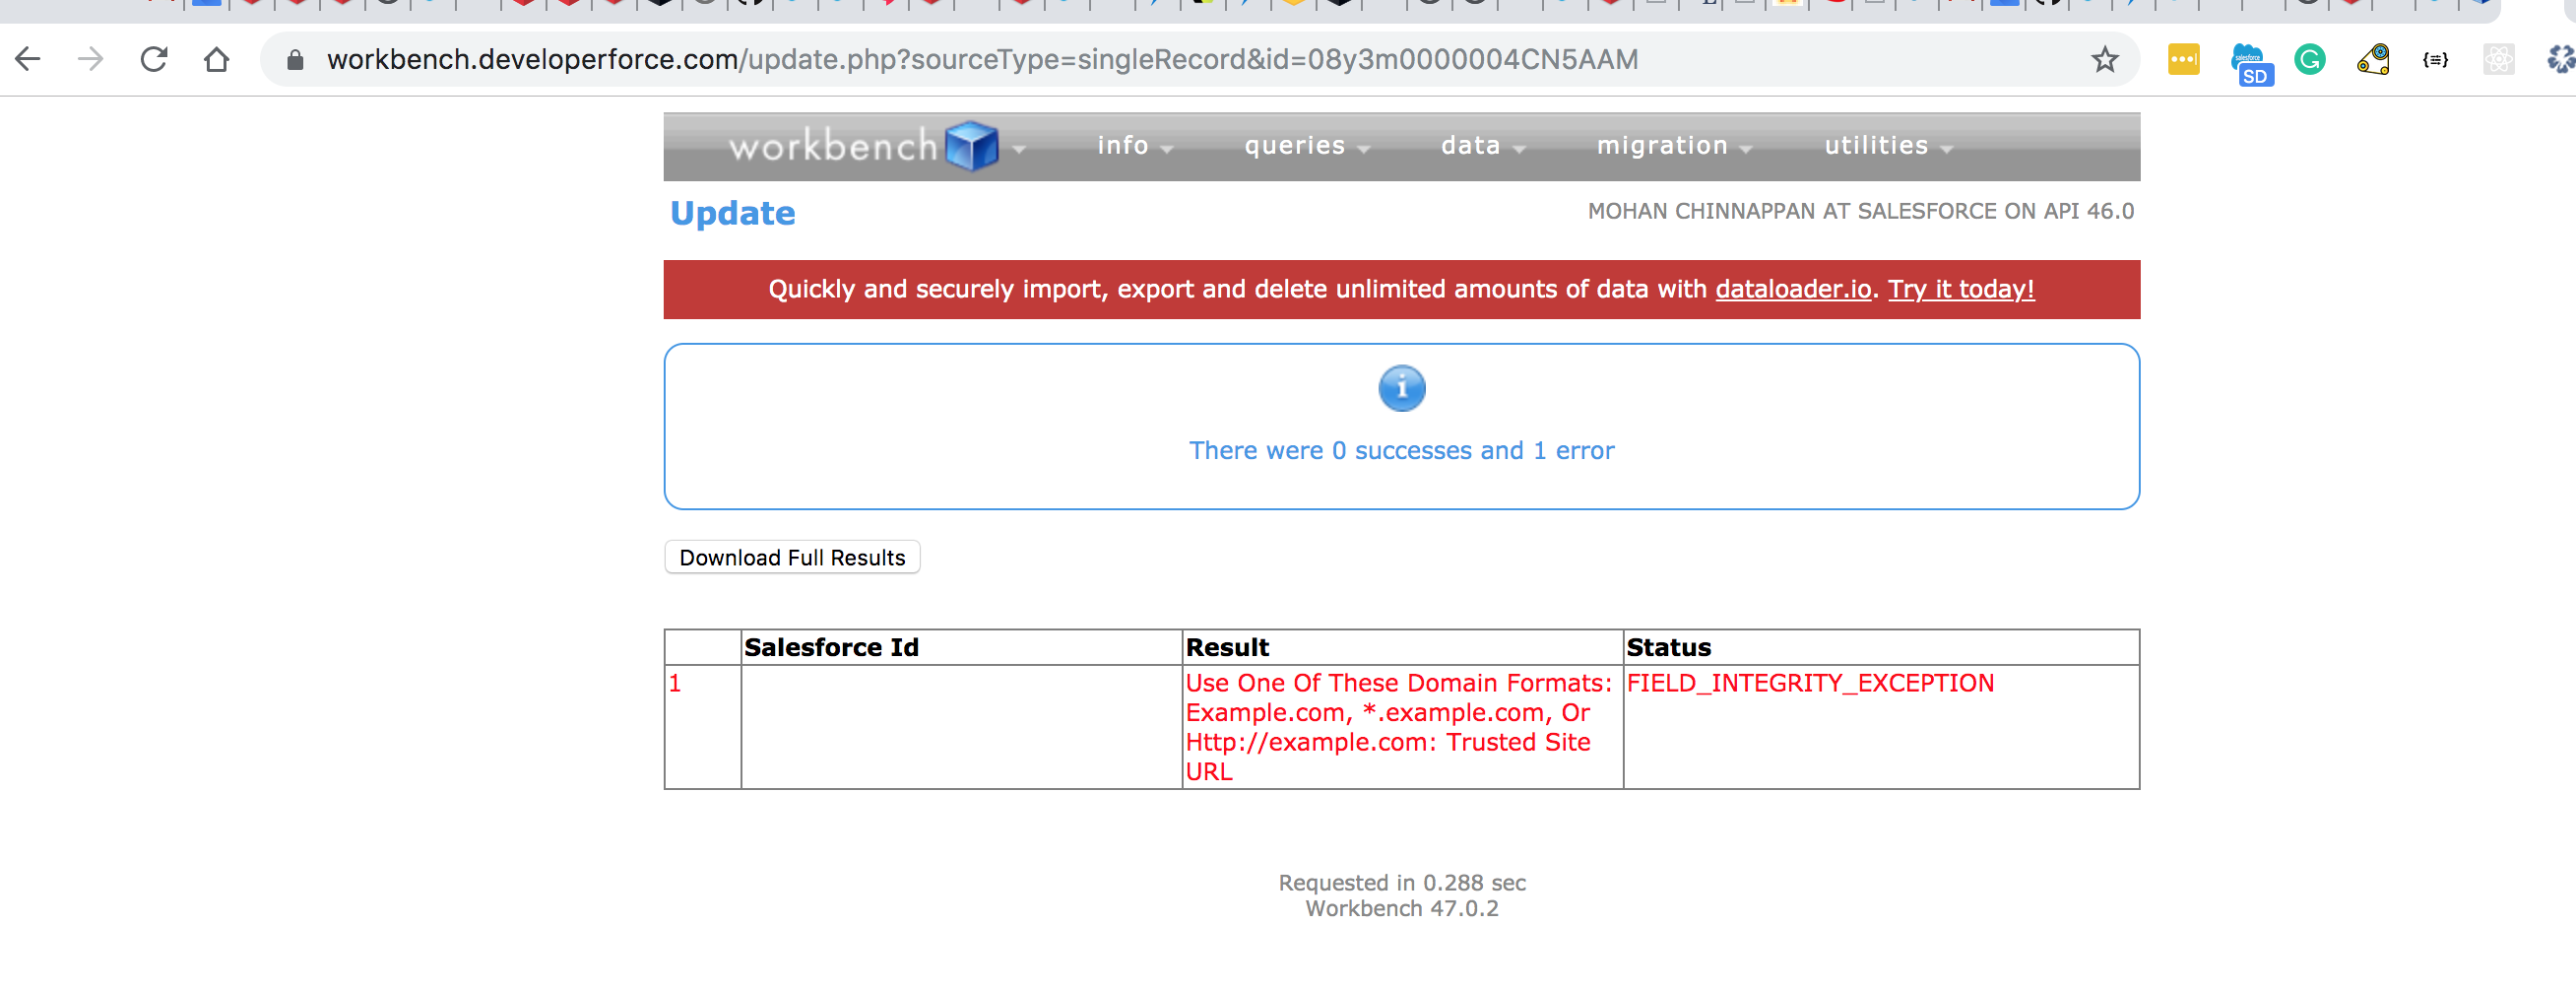 workbench.developerforce.com/update.php?sourceType=singleRecord&id=08y3m0000004CN5AAM
salesforce
SD
workbench info queries data migration utilities
Update
MOHAN CHINNAPPAN AT SALESFORCE ON API 46.0
Quickly and securely import, export and delete unlimited amounts of data with dataloader.io. Try it today!
There were 0 successes and 1 error
Download Full Results
Salesforce Id Result Status
1 Use One Of These Domain Formats: FIELD_INTEGRITY_EXCEPTION
Example.com, *.example.com, Or
Http://example.com: Trusted Site
URL
Requested in 0.288 sec
Workbench 47.0.2